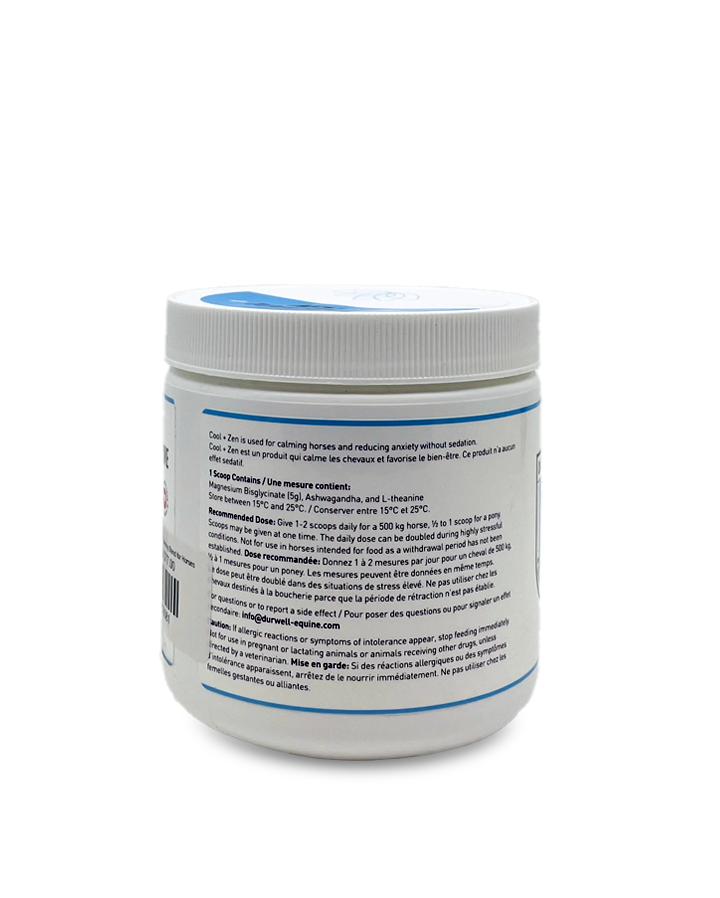 Cool + Zen is used for calming horses and reducing anxiety without sedation.
Cool + Zen est un produit qui calme les chevaux et favorise le bien-être. Ce produit n'a aucun
effet sedatif.
1 Scoop Contains / Une mesure contient:
Magnesium Bisglycinate (5g), Ashwagandha, and L-theanine
Store between 15°C and 25°C. / Conserver entre 15°C et 25°C.
Recommended Dose: Give 1-2 scoops daily for a 500 kg horse, ½ to 1 scoop for a pony.
Scoops may be given at one time. The daily dose can be doubled during highly stressful
conditions. Not for use in horses intended for food as a withdrawal period has not been
established. Dose recommandée: Donnez 1 à 2 mesures par jour pour un cheval de 500 kg,
½ à 1 mesures pour un poney. Les mesures peuvent être données en même temps.
e dose peut être doublé dans des situations de stress élevé. Ne pas utiliser chez les
hevaux destinés à la boucherie parce que la période de rétraction n'est pas établie.
or questions or to report a side effect / Pour poser des questions ou pour signaler un effet
econdaire: info@durwell-equine.com
aution: If allergic reactions or symptoms of intolerance appear, stop feeding immediately.
ot for use in pregnant or lactating animals or animals receiving other drugs, unless
irected by a veterinarian. Mise en garde: Si des réactions allergiques ou des symptômes
'intolérance apparaissent, arrêtez de le nourrir immédiatement. Ne pas utiliser chez les
femelles gestantes ou alliantes.